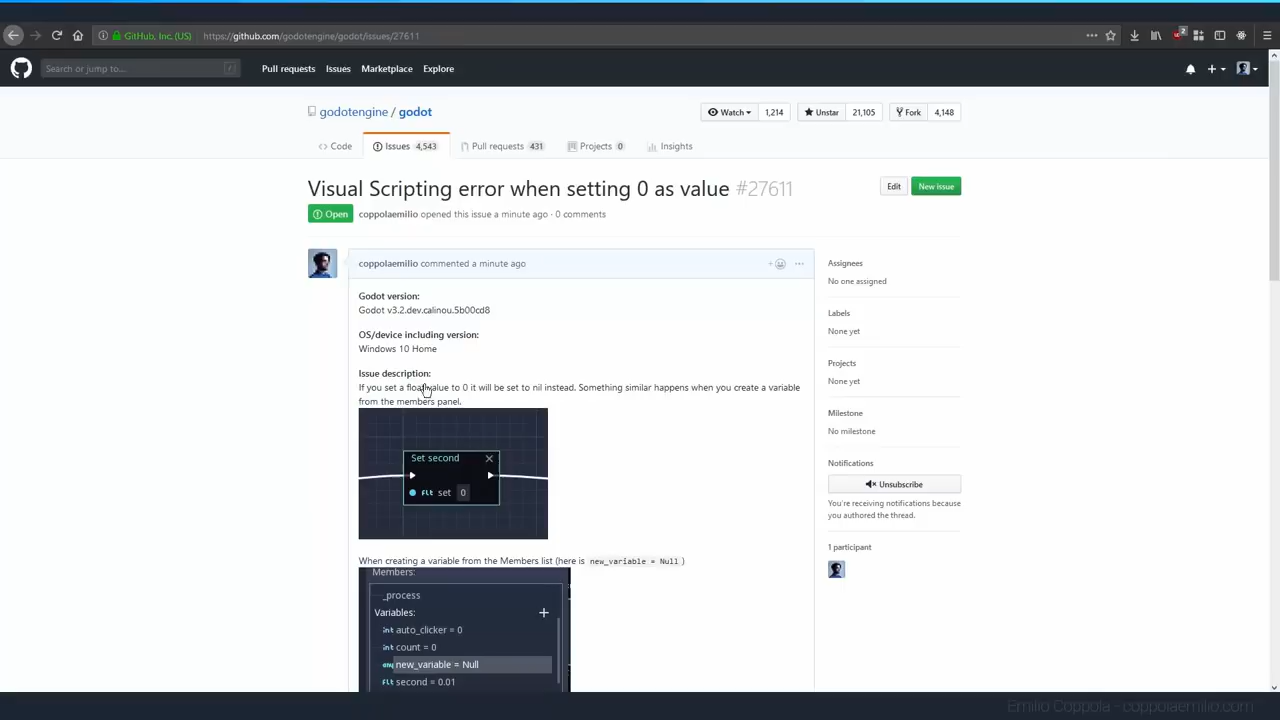 GitHub, Inc. (US) https://github.com/godotengine/godot/issues/27611
2
Search or jump to... /
Pull requests Issues Marketplace Explore
godotengine / godot
Watch 1,214 Unstar 21,105 Fork 4,148
Code Issues 4,543 Pull requests 431 Projects 0 Insights
Visual Scripting error when setting 0 as value #27611
Edit New issue
Open coppolaemilio opened this issue a minute ago · 0 comments
coppolaemilio commented a minute ago
Godot version:
Godot v3.2.dev.calinou.5b00cd8
OS/device including version:
Windows 10 Home
Issue description:
If you set a float value to 0 it will be set to nil instead. Something similar happens when you create a variable
from the members panel.
Set second
flt set 0
When creating a variable from the Members list (here is new_variable = Null )
Members:
_process
Variables:
int auto_clicker = 0
int count = 0
any new_variable = Null
flt second = 0.01
Assignees
No one assigned
Labels
None yet
Projects
None yet
Milestone
No milestone
Notifications
Unsubscribe
You're receiving notifications because
you authored the thread.
1 participant
Emilio Coppola - coppolaemilio.com